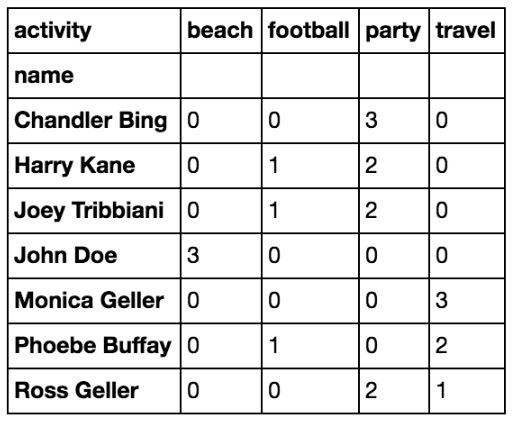 activity beach football party travel
name
Chandler Bing 0 0 3 0
Harry Kane 0 1 2 0
Joey Tribbiani 0 1 2 0
John Doe 3 0 0 0
Monica Geller 0 0 0 3
Phoebe Buffay 0 1 0 2
Ross Geller 0 0 2 1